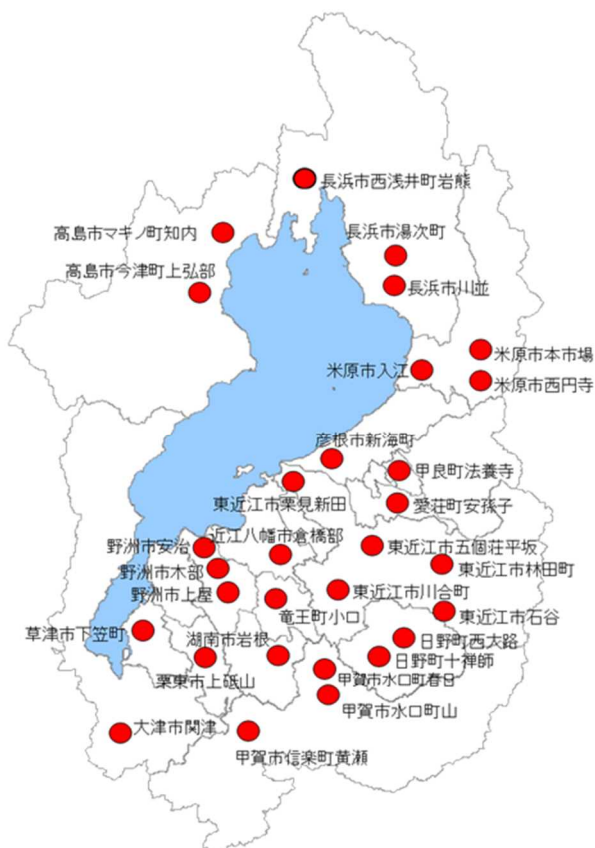 長浜市西浅井町岩熊
高島市マキノ町知内
長浜市湯次町
高島市今津町上弘部
長浜市川並
米原市本市場
米原市入江
米原市西円寺
彦根市新海町
甲良町法養寺
東近江市栗見新田
愛荘町安孫子
近江八幡市倉橋部
野洲市安治
東近江市五個荘平坂
野洲市木部
東近江市林田町
野洲市上屋
東近江市川合町
竜王町小口
東近江市石谷
草津市下笠町
湖南市岩根
日野町西大路
日野町十禅師
栗東市上砥山
甲賀市水口町春日
甲賀市水口町山
大津市関津
甲賀市信楽町黄瀬